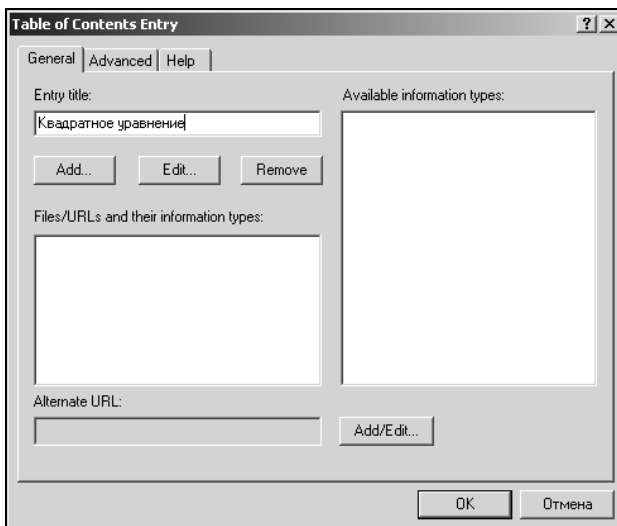 Table of Contents Entry
General Advanced Help
Entry title:
Available information types:
Квадратное уравнение
Add... Edit... Remove
Files/URLs and their information types:
Alternate URL:
Add/Edit...
OK Отмена